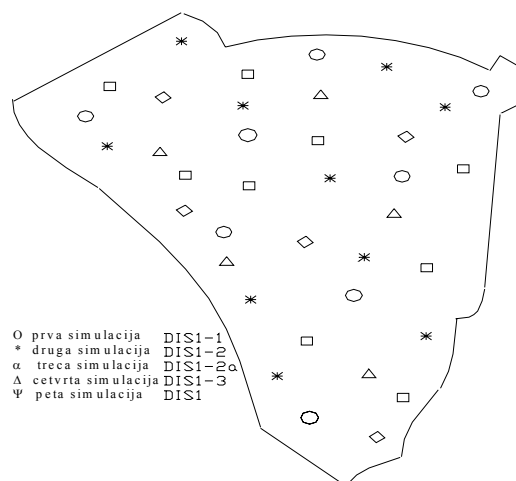 O prva simulacija DIS1-1
* druga simulacija DIS1-2
α treca simulacija DIS1-2a
Δ cetvrta simulacija DIS1-3
Ψ peta simulacija DIS1